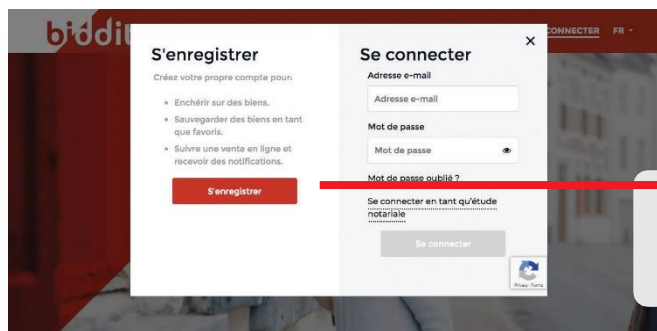 biddit
CONNECTER FR
S'enregistrer
Créez votre propre compte pour:
Enchérir sur des biens.
Sauvegarder des biens en tant
que favoris.
Suivre une vente en ligne et
recevoir des notifications.
S'enregistrer
×
Se connecter
Adresse e-mail
Adresse e-mail
Mot de passe
Mot de passe
Mot de passe oublié ?
Se connecter en tant qu'étude
notariale
Se connecter
Privacy - Terms